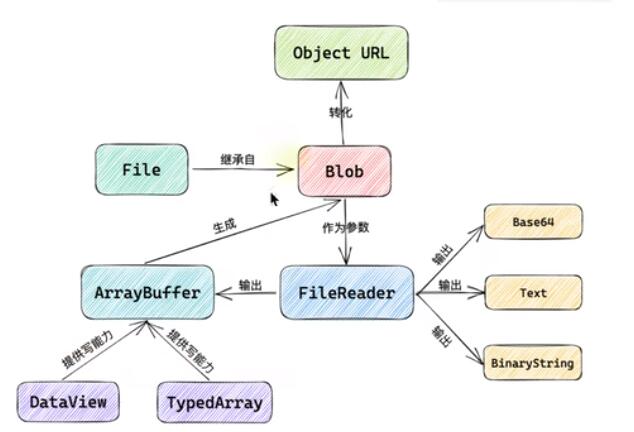 Object URL
转化
File
继承自
Blob
生成
作为参数
Base64
输出
ArrayBuffer
输出
FileReader
输出
Text
提供写能力
提供写能力
输出
BinaryString
DataView
TypedArray